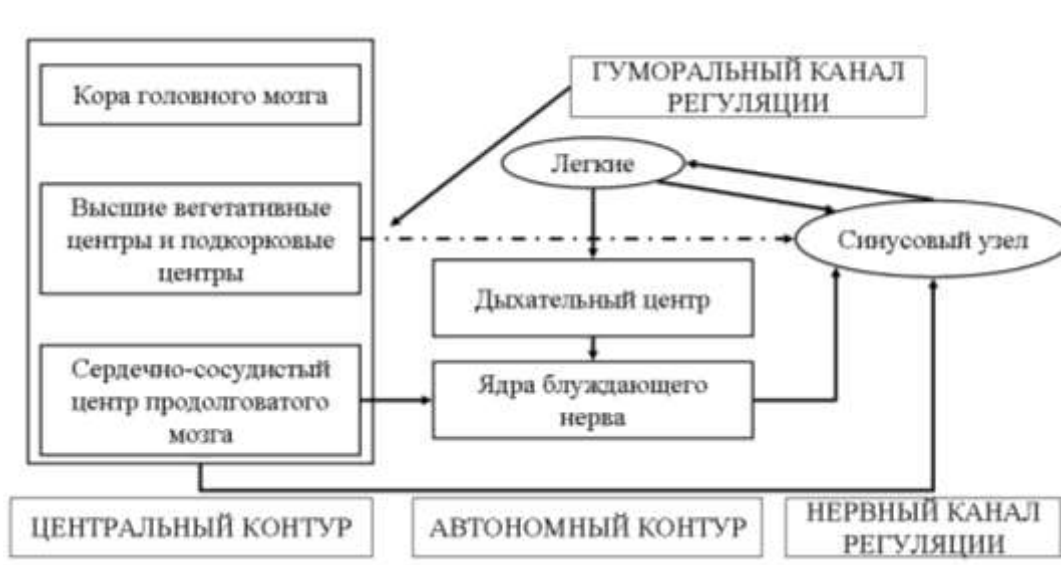 Кора головного мозга
ГУМОРАЛЬНЫЙ КАНАЛ
РЕГУЛЯЦИИ
Легкие
Высшие вегетативные
центры и подкорковые
центры
Синусовый узел
Дыхательный центр
Сердечно-сосудистый
центр продолговатого
мозга
Ядра блуждающего
нерва
ЦЕНТРАЛЬНЫЙ КОНТУР
АВТОНОМНЫЙ КОНТУР
НЕРВНЫЙ КАНАЛ
РЕГУЛЯЦИИ